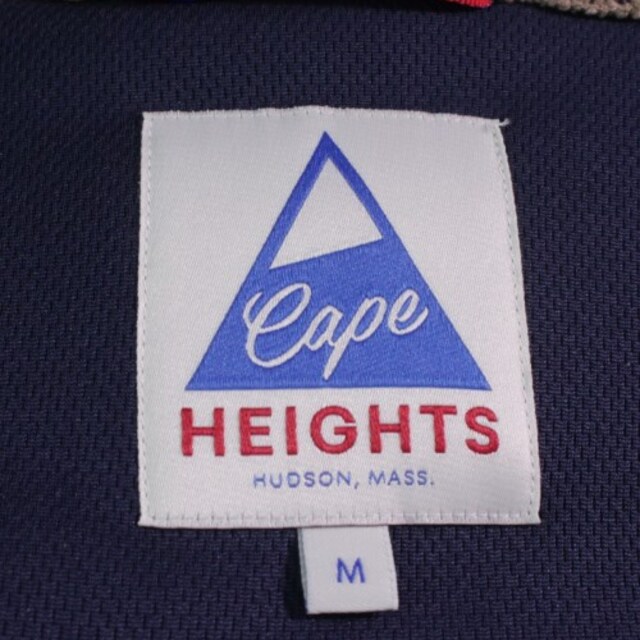 Cape
HEIGHTS
HUDSON, MASS.
M